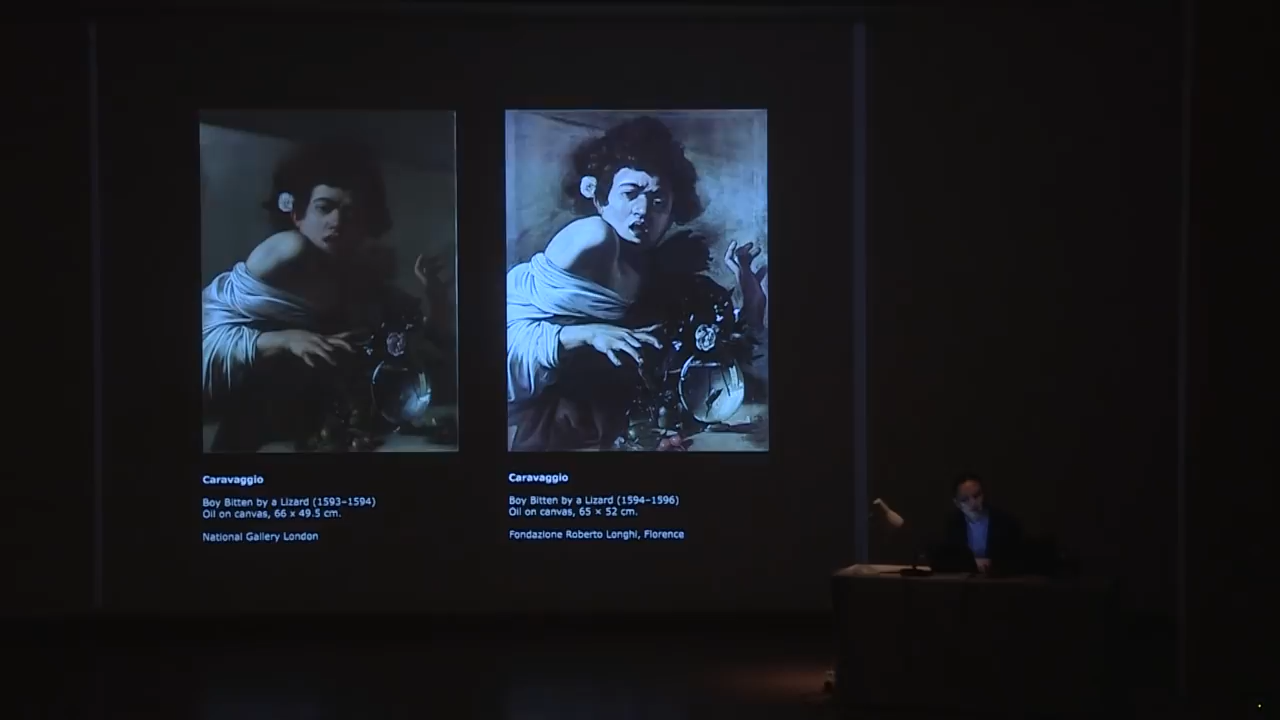 Caravaggio
Boy Bitten by a Lizard (1593–1594)
Oil on canvas, 66 x 49.5 cm.
National Gallery London
Caravaggio
Boy Bitten by a Lizard (1594–1596)
Oil on canvas, 65 × 52 cm.
Fondazione Roberto Longhi, Florence